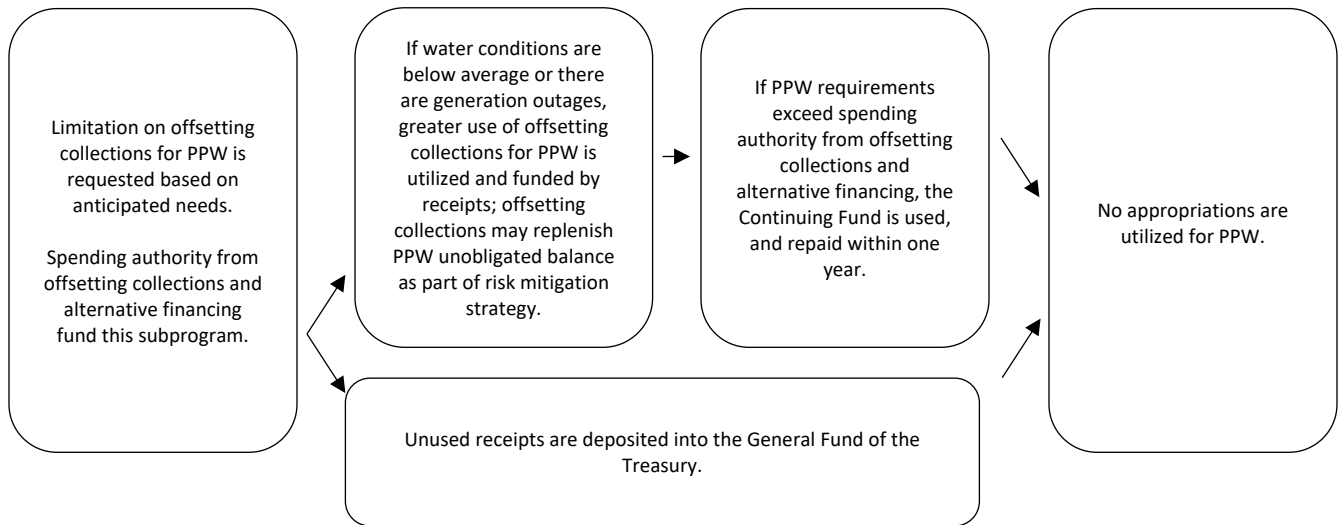 Limitation on offsetting
collections for PPW is
requested based on
anticipated needs.
Spending authority from
offsetting collections and
alternative financing
fund this subprogram.
If water conditions are
below average or there
are generation outages,
greater use of offsetting
collections for PPW is
utilized and funded by
receipts; offsetting
collections may replenish
PPW unobligated balance
as part of risk mitigation
strategy.
If PPW requirements
exceed spending
authority from offsetting
collections and
alternative financing, the
Continuing Fund is used,
and repaid within one
year.
Unused receipts are deposited into the General Fund of the
Treasury.
No appropriations are
utilized for PPW.